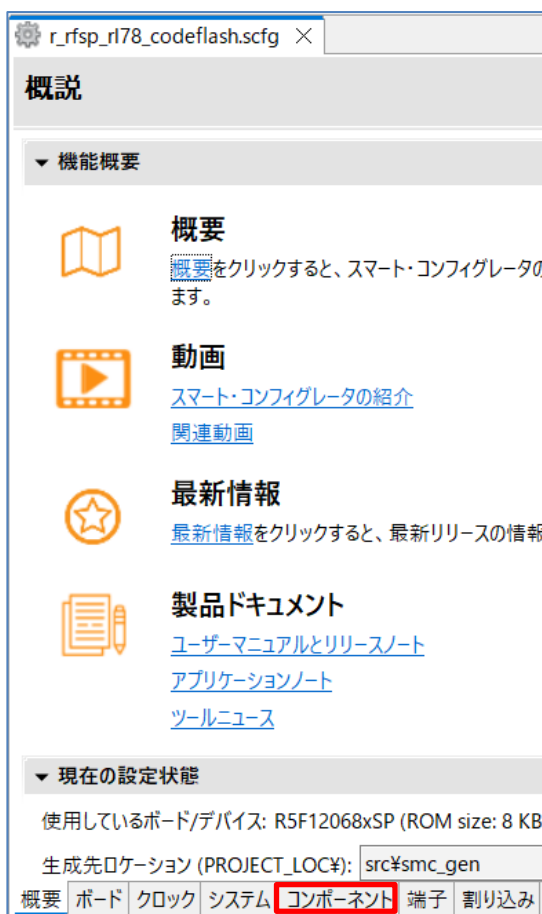 r_rfsp_rl78_codeflash.scfg
概説
機能概要
概要
概要をクリックすると、スマート・コンフィグレータの
ます。
動画
スマート・コンフィグレータの紹介
関連動画
最新情報
最新情報をクリックすると、最新リリースの情報
製品ドキュメント
ユーザーマニュアルとリリースノート
アプリケーションノート
ツールニュース
現在の設定状態
使用しているボード/デバイス: R5F12068xSP (ROM size: 8 KB
生成先ロケーション (PROJECT_LOC¥): src¥smc_gen
概要 ボード クロック システム コンポーネント 端子 割り込み